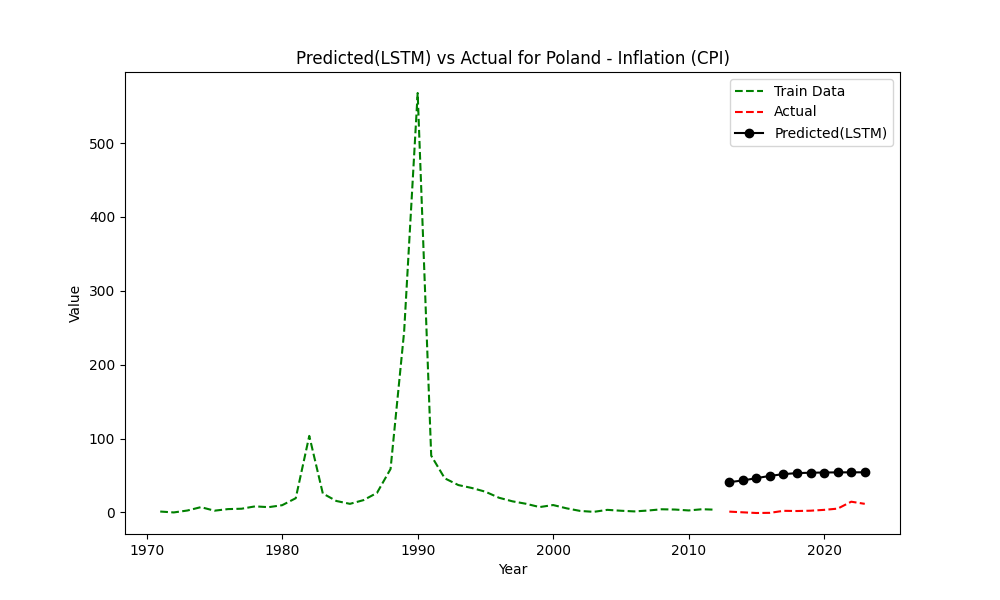 Predicted(LSTM) vs Actual for Poland - Inflation (CPI)
Train Data
Actual
Predicted(LSTM)
Value
500
400
300
200
100
0
1970 1980 1990 2000 2010 2020
Year